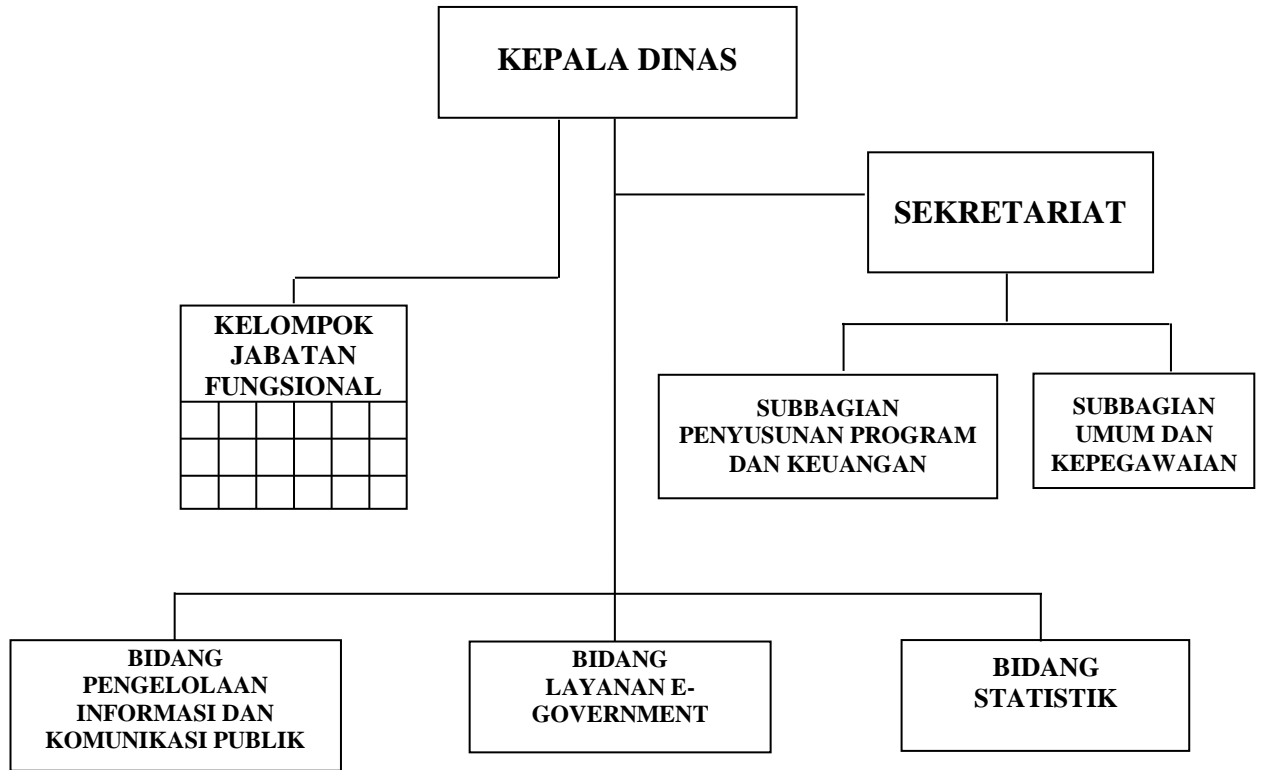 KEPALA DINAS
SEKRETARIAT
KELOMPOK
JABATAN
FUNGSIONAL
SUBBAGIAN
PENYUSUNAN PROGRAM
DAN KEUANGAN
SUBBAGIAN
UMUM DAN
KEPEGAWAIAN
BIDANG
PENGELOLAAN
INFORMASI DAN
KOMUNIKASI PUBLIK
BIDANG
LAYANAN E-
GOVERNMENT
BIDANG
STATISTIK